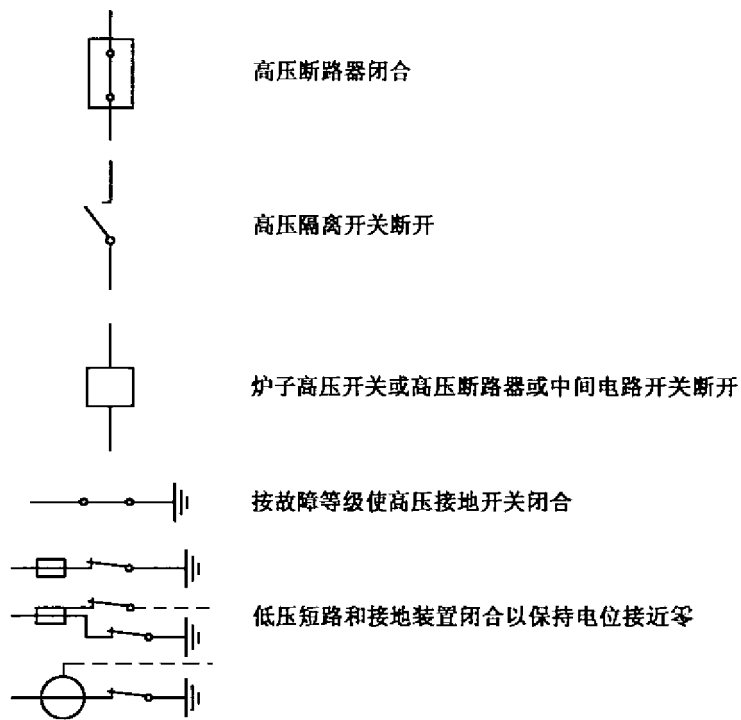 高压断路器闭合
高压隔离开关断开
炉子高压开关或高压断路器或中间电路开关断开
按故障等级使高压接地开关闭合
低压短路和接地装置闭合以保持电位接近零